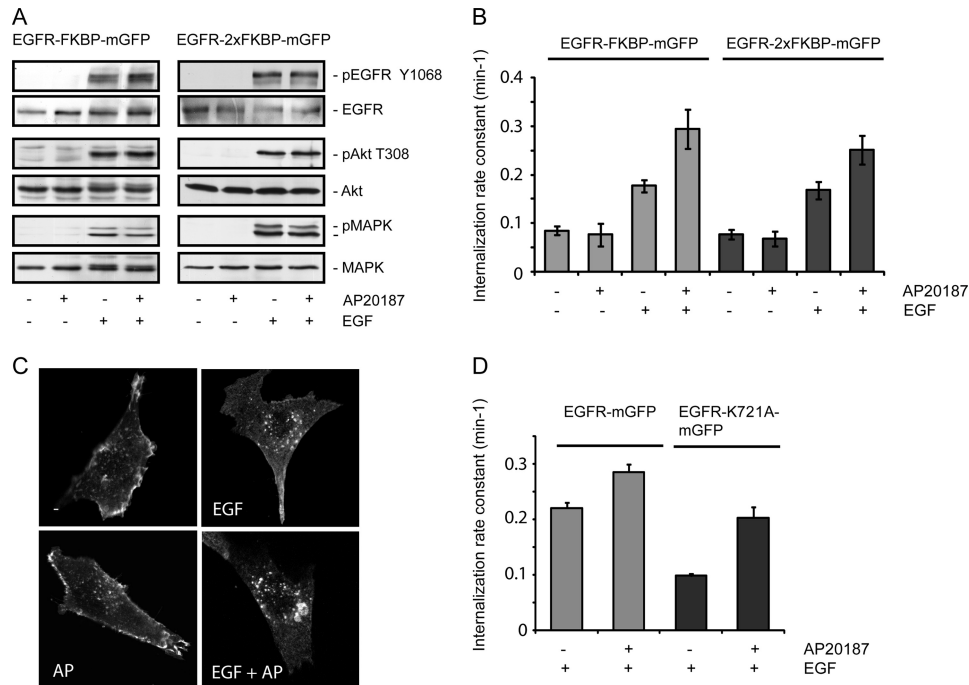 A
EGFR-FKBP-mGFP EGFR-2xFKBP-mGFP
- pEGFR Y1068
- EGFR
- pAkt T308
- Akt
- pMAPK
-
- MAPK
- + - + - + - + AP20187
- - + + - - + + EGF
B
EGFR-FKBP-mGFP EGFR-2xFKBP-mGFP
Internalization rate constant (min-1)
0.4
0.3
0.2
0.1
0
- + - + - + - + AP20187
- - + + - - + + EGF
C
-
EGF
AP
EGF + AP
D
EGFR-mGFP EGFR-K721A-
mGFP
Internalization rate constant (min-1)
0.3
0.2
0.1
0
- + - + AP20187
+ + + + EGF